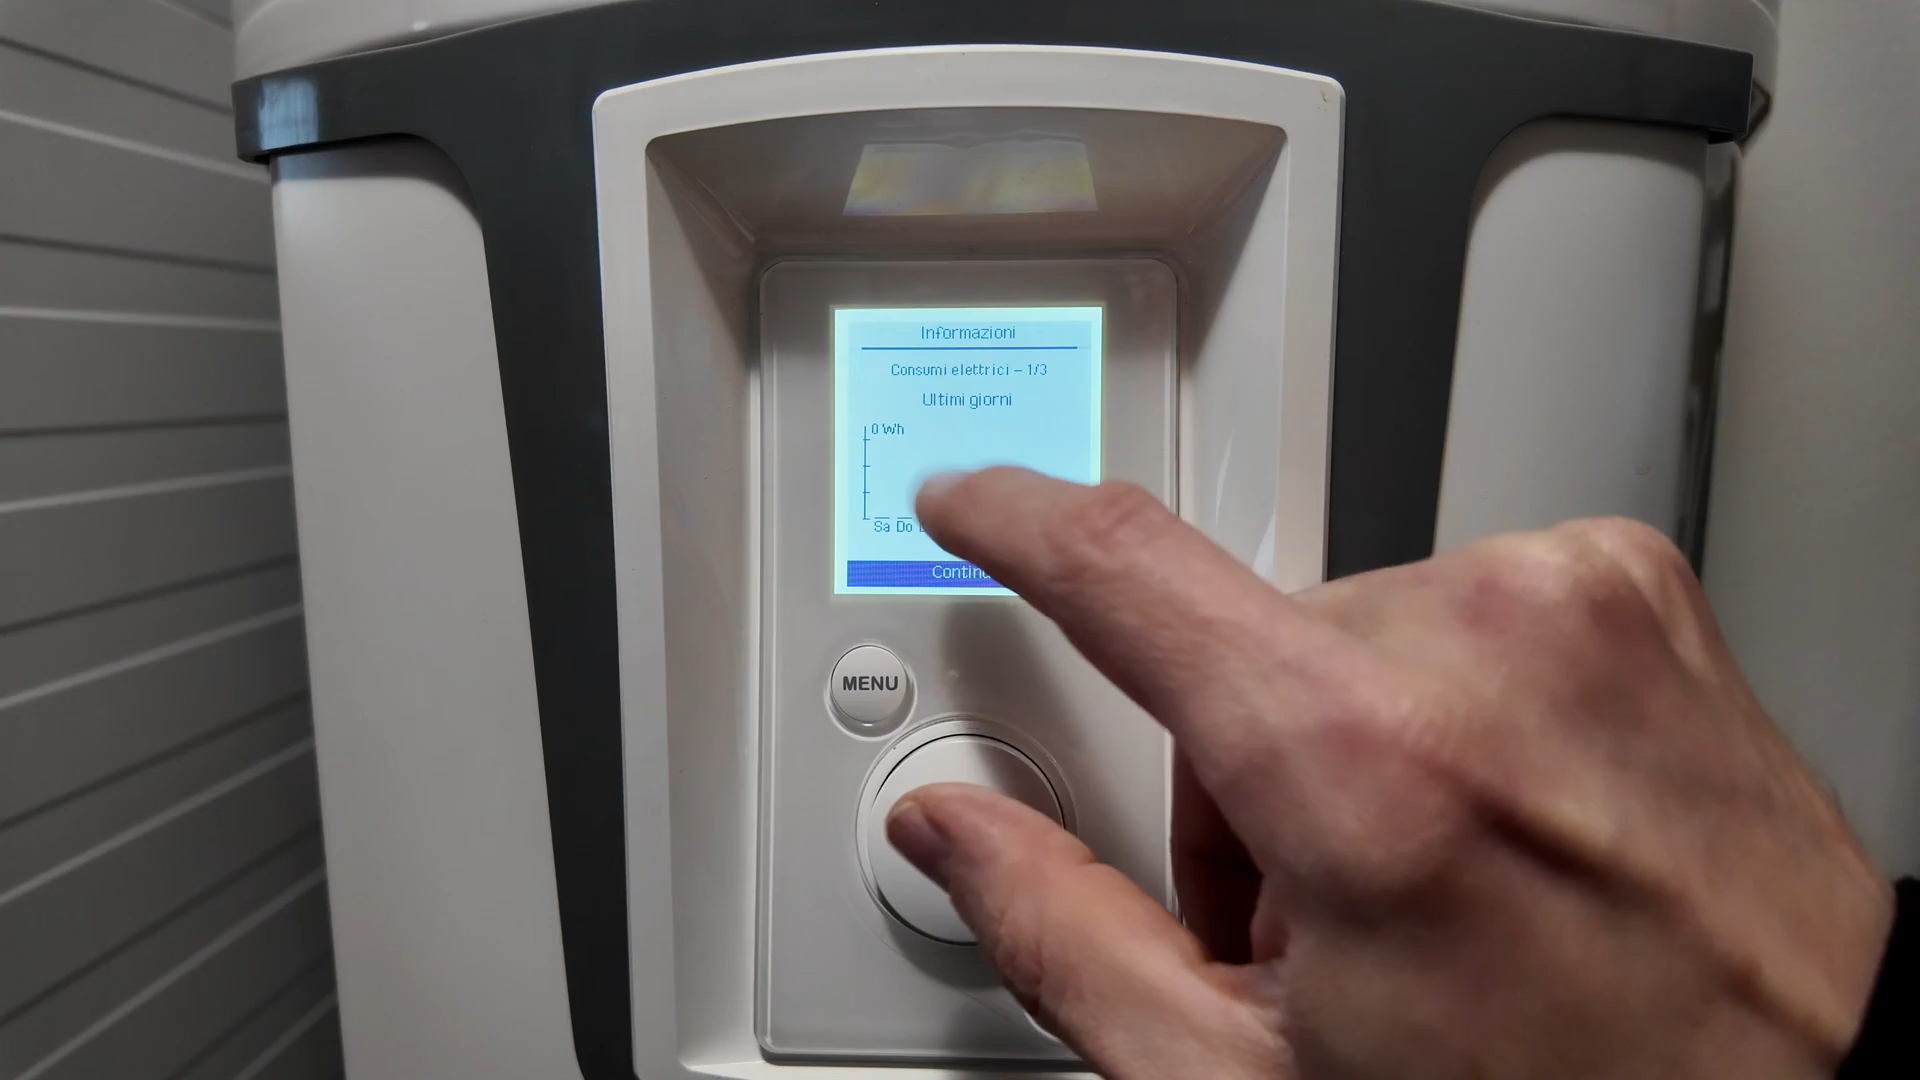 Informazioni
Consumi elettrici – 1/3
Ultimi giorni
0 Wh
Sa Do
MENU